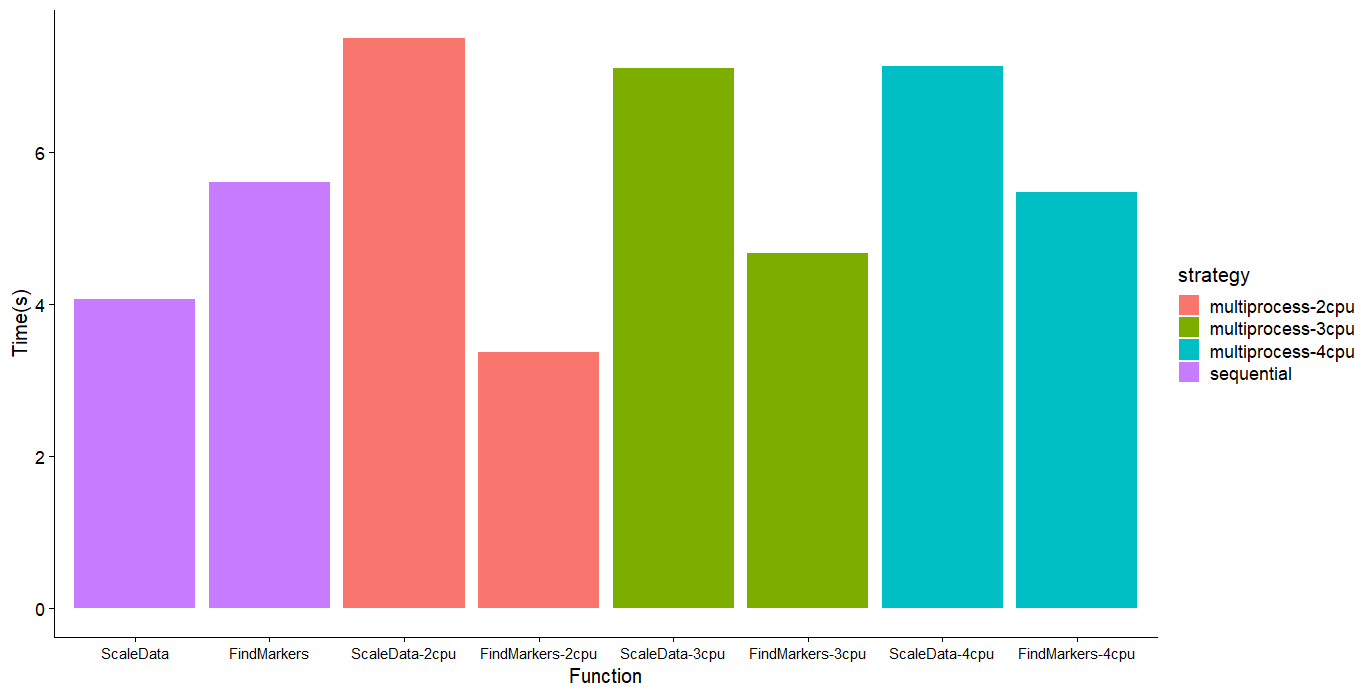 Time(s)
6
4
2
0
ScaleData
FindMarkers
ScaleData-2cpu
FindMarkers-2cpu
ScaleData-3cpu
FindMarkers-3cpu
ScaleData-4cpu
FindMarkers-4cpu
Function
strategy
multiprocess-2cpu
multiprocess-3cpu
multiprocess-4cpu
sequential